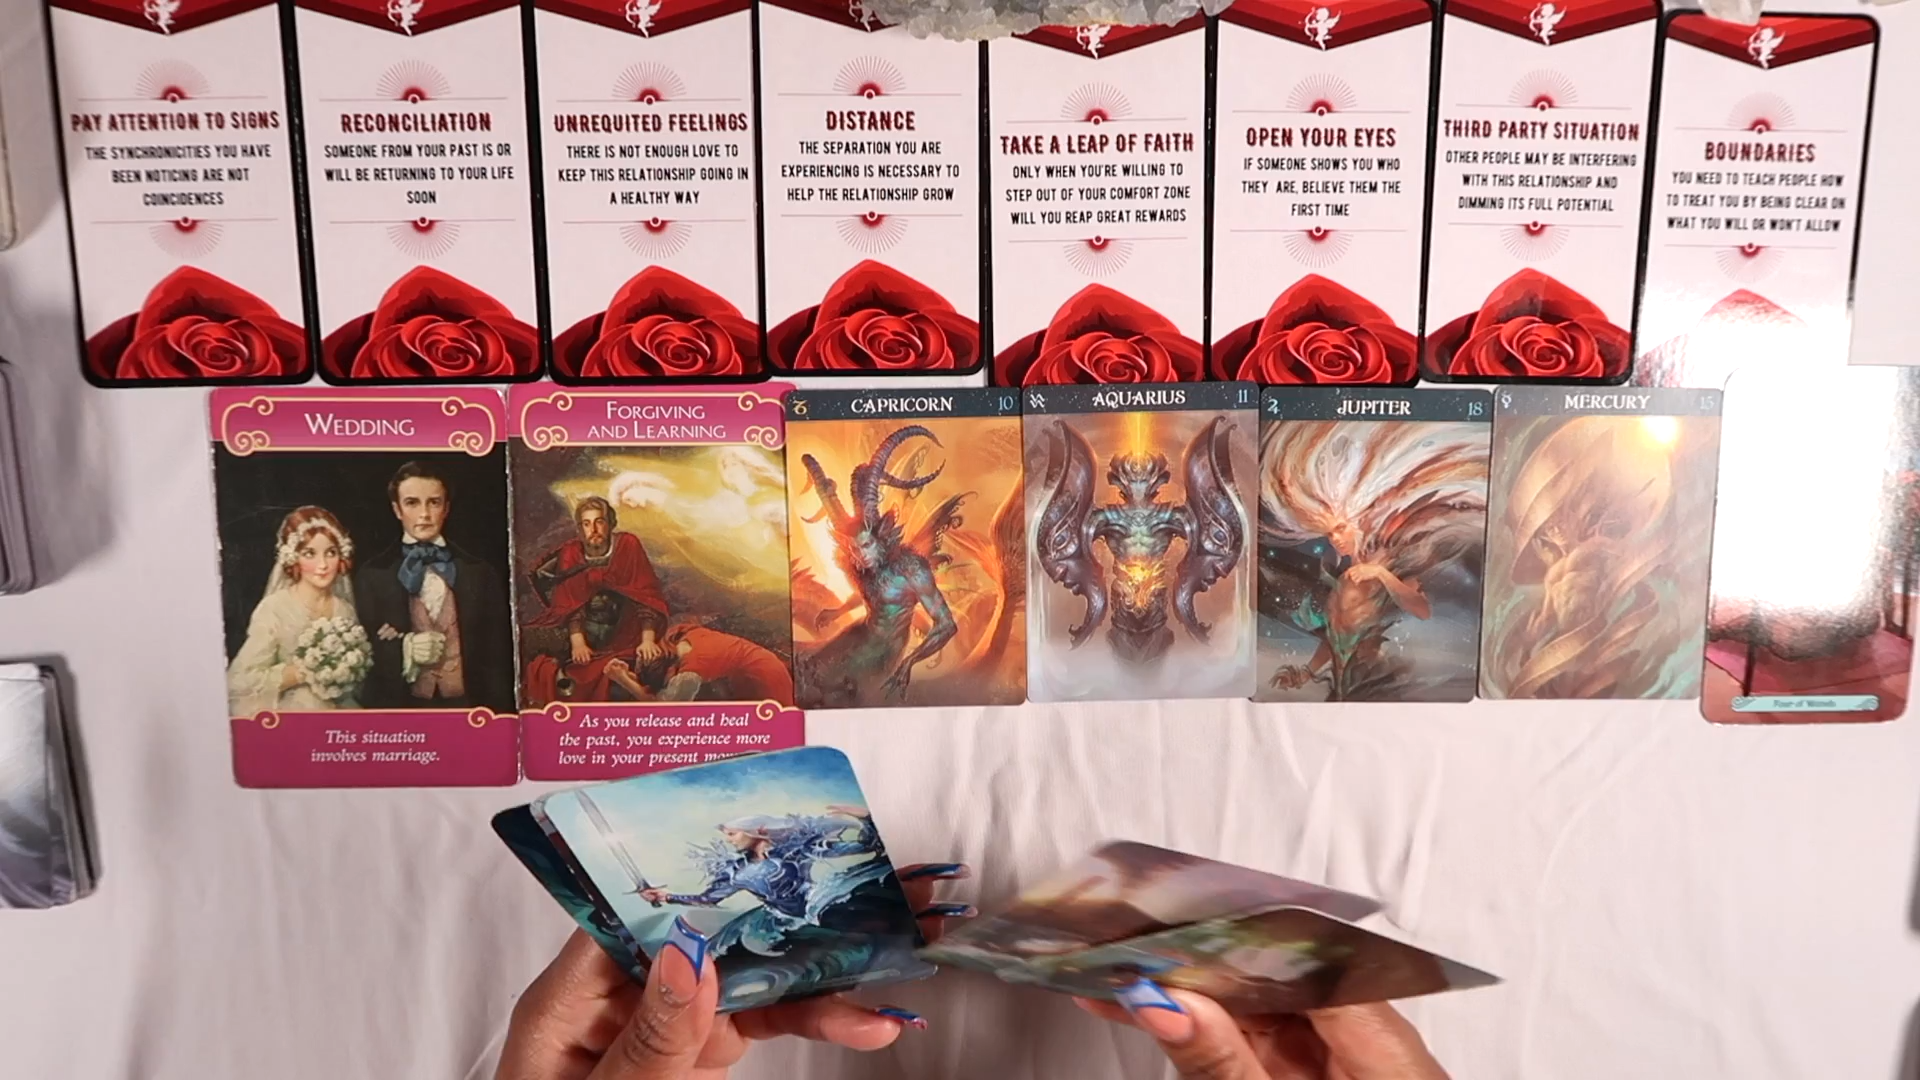 PAY ATTENTION TO SIGNS
THE SYNCHRONICITIES YOU HAVE
BEEN NOTICING ARE NOT
COINCIDENCES
RECONCILIATION
SOMEONE FROM YOUR PAST IS OR
WILL BE RETURNING TO YOUR LIFE
SOON
UNREQUITED FEELINGS
THERE IS NOT ENOUGH LOVE TO
KEEP THIS RELATIONSHIP GOING IN
A HEALTHY WAY
DISTANCE
THE SEPARATION YOU ARE
EXPERIENCING IS NECESSARY TO
HELP THE RELATIONSHIP GROW
TAKE A LEAP OF FAITH
ONLY WHEN YOU'RE WILLING TO
STEP OUT OF YOUR COMFORT ZONE
WILL YOU REAP GREAT REWARDS
OPEN YOUR EYES
IF SOMEONE SHOWS YOU WHO
THEY ARE, BELIEVE THEM THE
FIRST TIME
THIRD PARTY SITUATION
OTHER PEOPLE MAY BE INTERFERING
WITH THIS RELATIONSHIP AND
DIMMING ITS FULL POTENTIAL
BOUNDARIES
YOU NEED TO TEACH PEOPLE HOW
TO TREAT YOU BY BEING CLEAR ON
WHAT YOU WILL OR WON'T ALLOW
WEDDING
This situation
involves marriage.
FORGIVING
AND LEARNING
As you release and heal
the past, you experience more
love in your present
CAPRICORN 10
AQUARIUS 11
JUPITER 18
MERCURY 15
Four of Wands